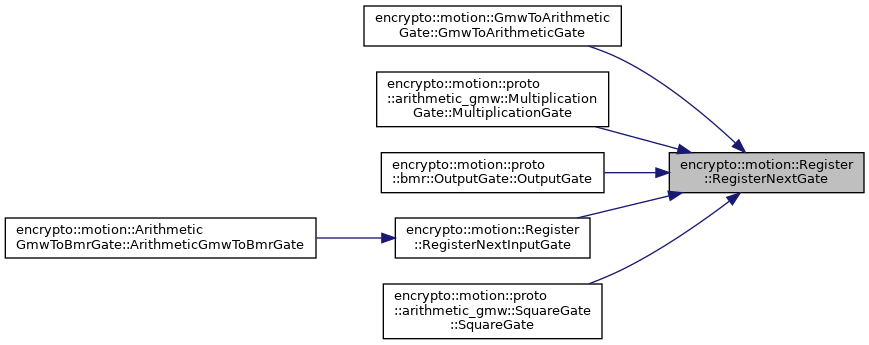 encrypto::motion::GmwToArithmetic
Gate::GmwToArithmeticGate
encrypto::motion::proto
::arithmetic_gmw::Multiplication
Gate::MultiplicationGate
encrypto::motion::Register
::RegisterNextGate
encrypto::motion::proto
::bmr::OutputGate::OutputGate
encrypto::motion::Arithmetic
GmwToBmrGate::ArithmeticGmwToBmrGate
encrypto::motion::Register
::RegisterNextInputGate
encrypto::motion::proto
::arithmetic_gmw::SquareGate
::SquareGate